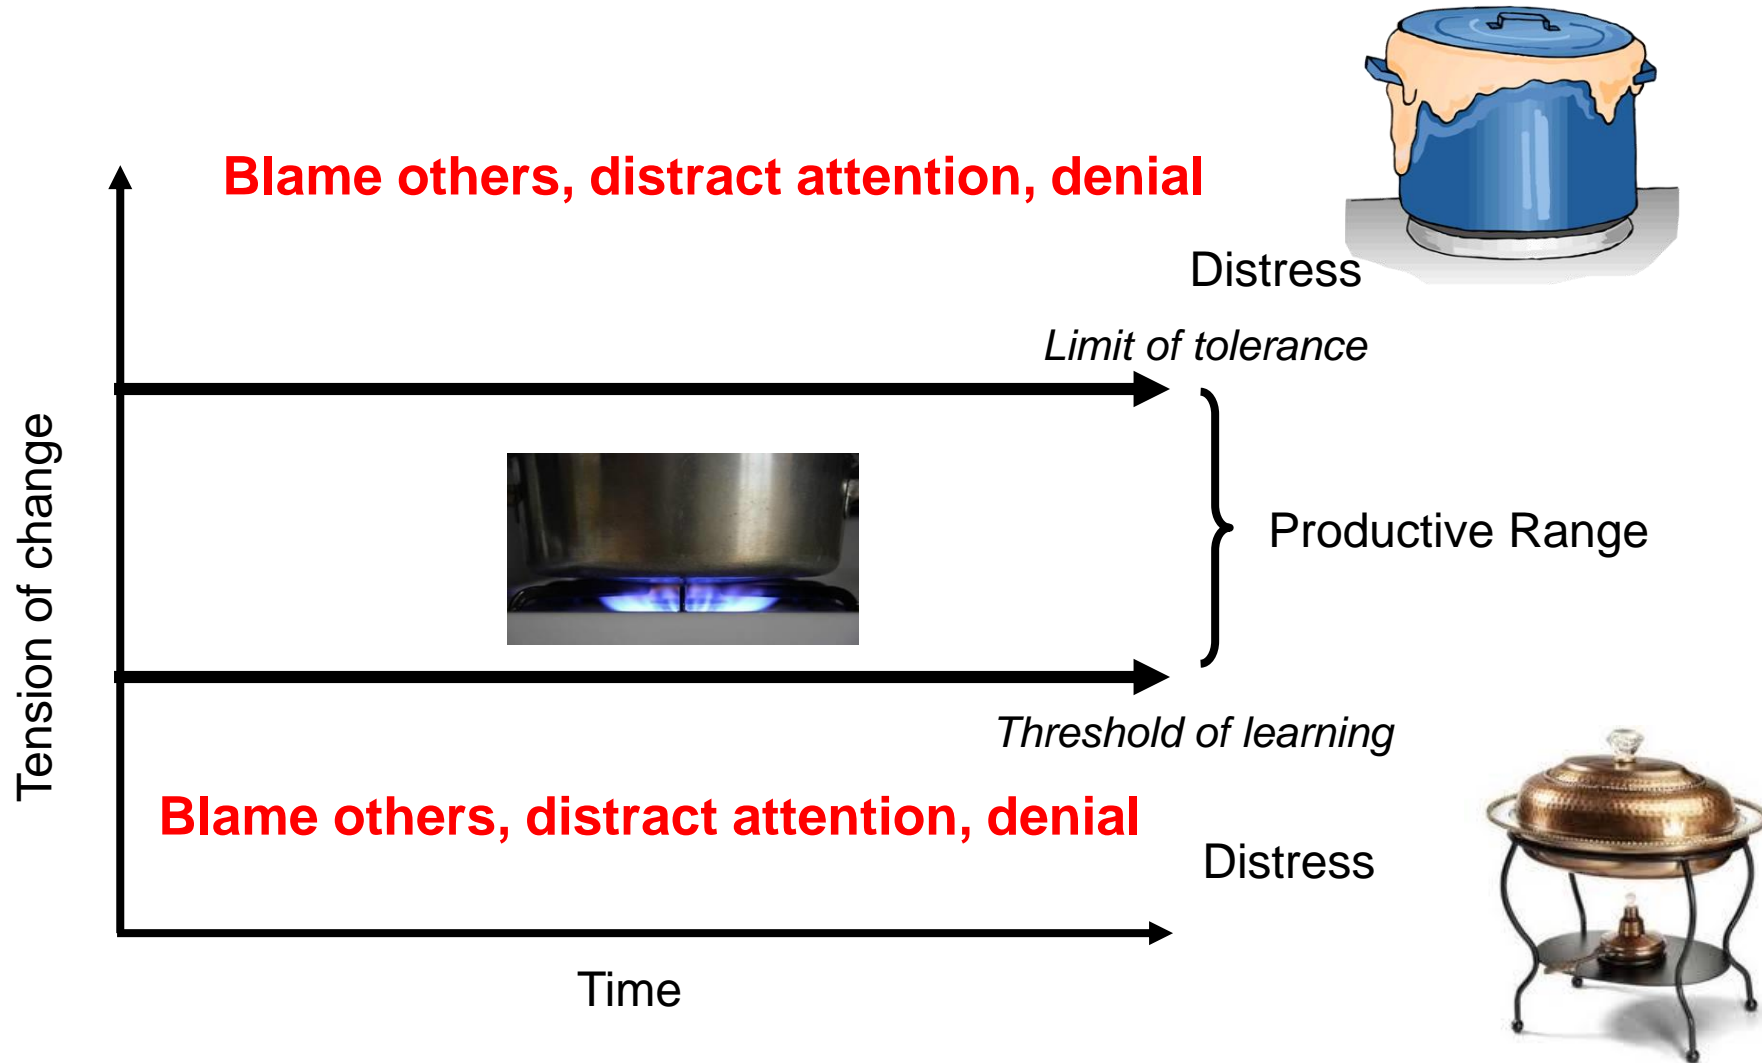 Blame others, distract attention, denial
Distress
Limit of tolerance
Tension of change
Productive Range
Threshold of learning
Blame others, distract attention, denial
Distress
Time